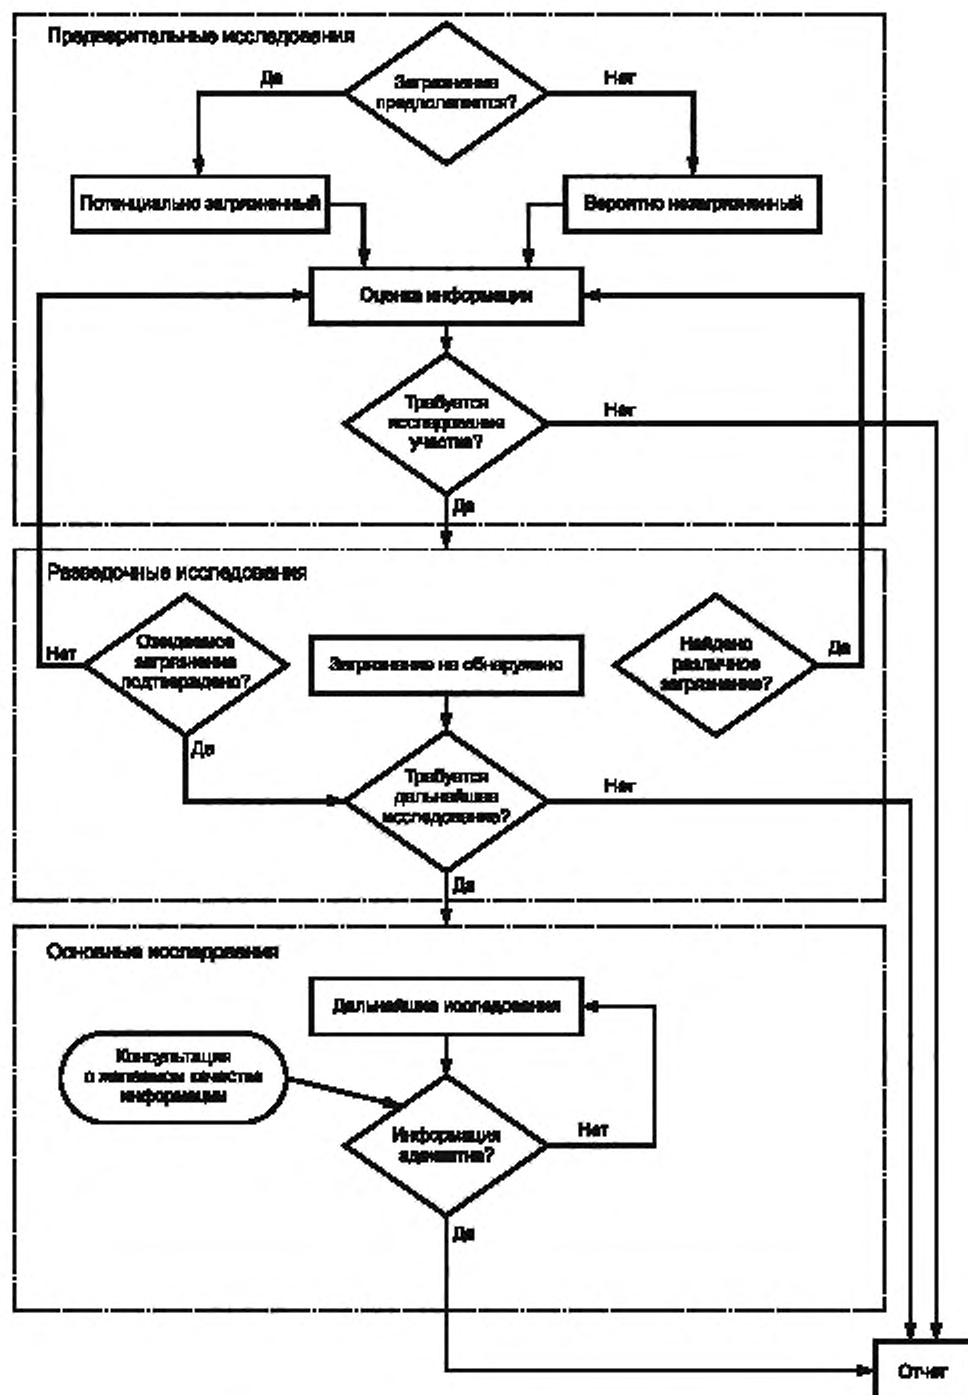 Предварительные исследования
Да
Загрязнение
предполагается?
Нет
Потенциально загрязненный
Вероятно незагрязненный
Оценка информации
Требуется
исследование
участка?
Нет
Да
Разведочные исследования
Ожидаемое
загрязнение
подтверждено?
Нет
Да
Загрязнение не обнаружено
Найдено
различное
загрязнение?
Да
Требуется
дальнейшее
исследование?
Нет
Да
Основные исследования
Дальнейшие исследования
Консультация
о желаемом качестве
информации
Информация
адекватна?
Нет
Да
Отчет